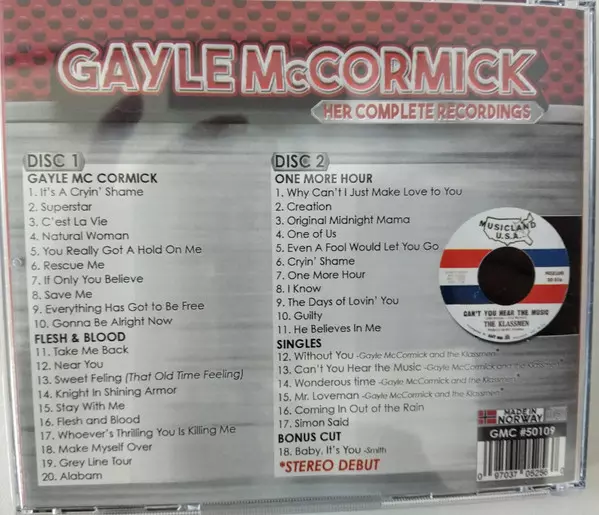 GAYLE McCORMICK
HER COMPLETE RECORDINGS
DISC 1
GAYLE MC CORMICK
1. It's A Cryin' Shame
2. Superstar
3. C'est La Vie
4. Natural Woman
5. You Really Got A Hold On Me
6. Rescue Me
7. If Only You Believe
8. Save Me
9. Everything Has Got to Be Free
10. Gonna Be Alright Now
FLESH & BLOOD
11. Take Me Back
12. Near You
13. Sweet Feling (That Old Time Feeling)
14. Knight In Shining Armor
15. Stay With Me
16. Flesh and Blood
17. Whoever's Thrilling You Is Killing Me
18. Make Myself Over
19. Grey Line Tour
20. Alabam
DISC 2
ONE MORE HOUR
1. Why Can't I Just Make Love to You
2. Creation
3. Original Midnight Mama
4. One of Us
5. Even A Fool Would Let You Go
6. Cryin' Shame
7. One More Hour
8. I Know
9. The Days of Lovin' You
10. Guilty
11. He Believes In Me
SINGLES
12. Without You -Gayle McCormick and the Klassmen*
13. Can't You Hear the Music -Gayle McCormick and the Klassmen*
14. Wonderous time -Gayle McCormick and the Klassmen*
15. Mr. Loveman -Gayle McCormick and the Klassmen*
16. Coming In Out of the Rain
17. Simon Said
BONUS CUT
18. Baby, It's You -Smith
*STEREO DEBUT
MUSICLAND
U.S.A.
CAN'T YOU HEAR THE MUSIC
THE KLASSMEN
MADE IN
NORWAY
GMC #50109